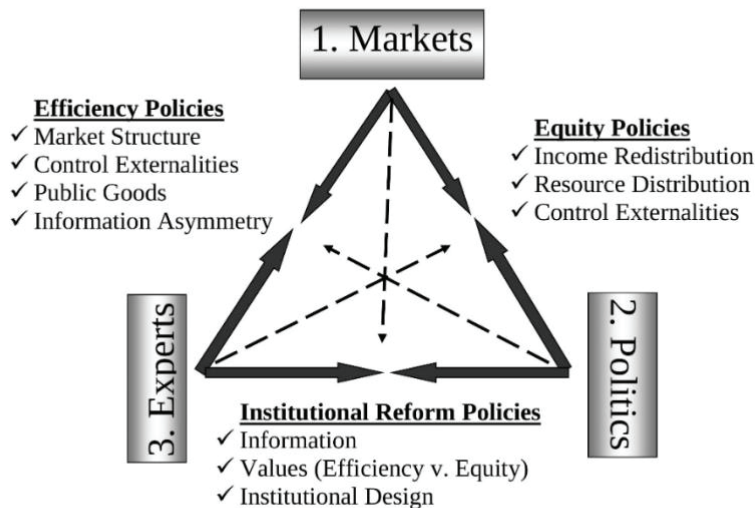 1. Markets
Efficiency Policies
✓ Market Structure
✓ Control Externalities
✓ Public Goods
✓ Information Asymmetry
Equity Policies
✓ Income Redistribution
✓ Resource Distribution
✓ Control Externalities
3. Experts
2. Politics
Institutional Reform Policies
✓ Information
✓ Values (Efficiency v. Equity)
✓ Institutional Design